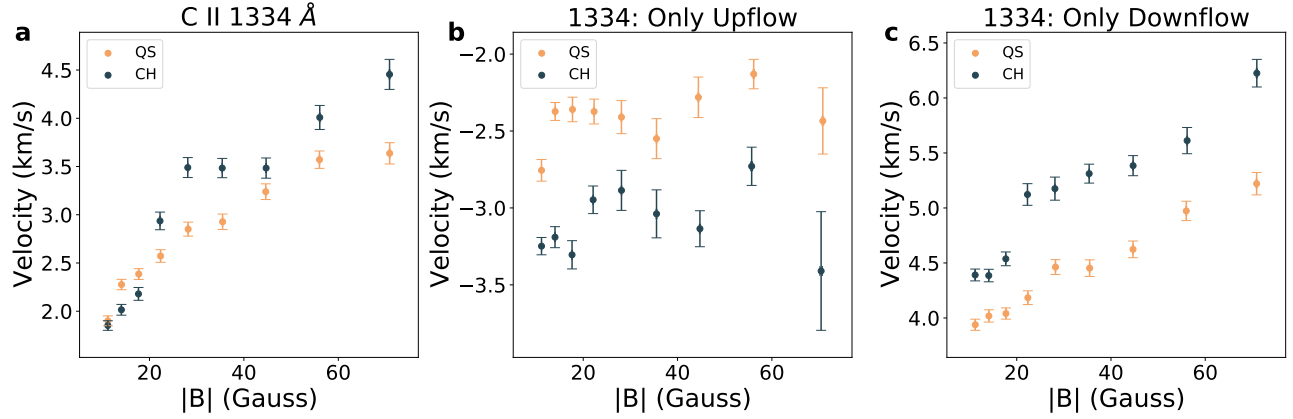 a
C II 1334 Å
QS
CH
4.5
4.0
3.5
3.0
2.5
2.0
Velocity (km/s)
20
40
60
|B| (Gauss)
b
1334: Only Upflow
QS
CH
−2.0
−2.5
−3.0
−3.5
Velocity (km/s)
20
40
60
|B| (Gauss)
c
1334: Only Downflow
QS
CH
6.5
6.0
5.5
5.0
4.5
4.0
Velocity (km/s)
20
40
60
|B| (Gauss)